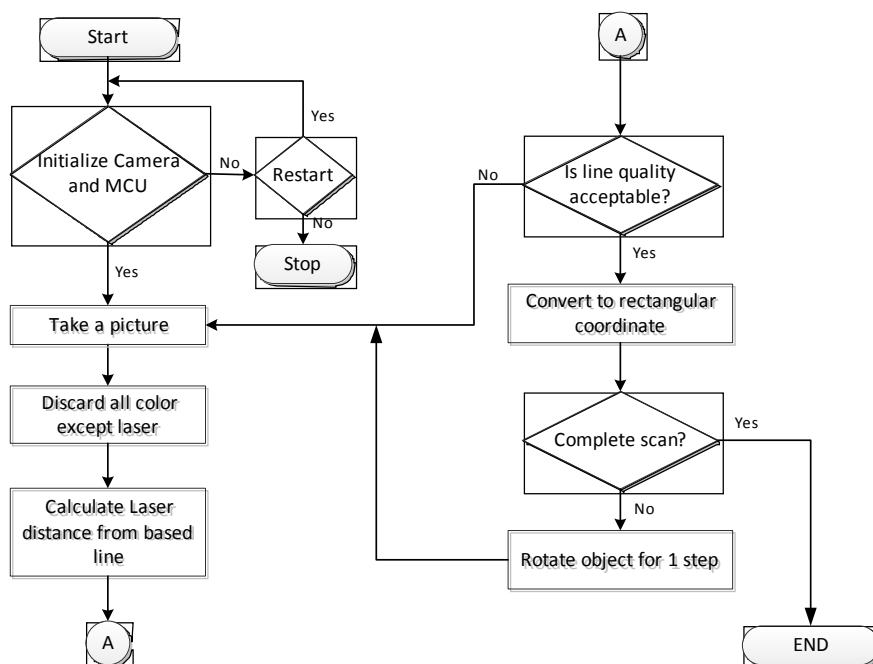 Start
Initialize Camera
and MCU
No
Yes
Restart
No
Stop
Yes
Take a picture
Discard all color
except laser
Calculate Laser
distance from based
line
A
A
Is line quality
acceptable?
No
Yes
Convert to rectangular
coordinate
Complete scan?
Yes
No
Rotate object for 1 step
END